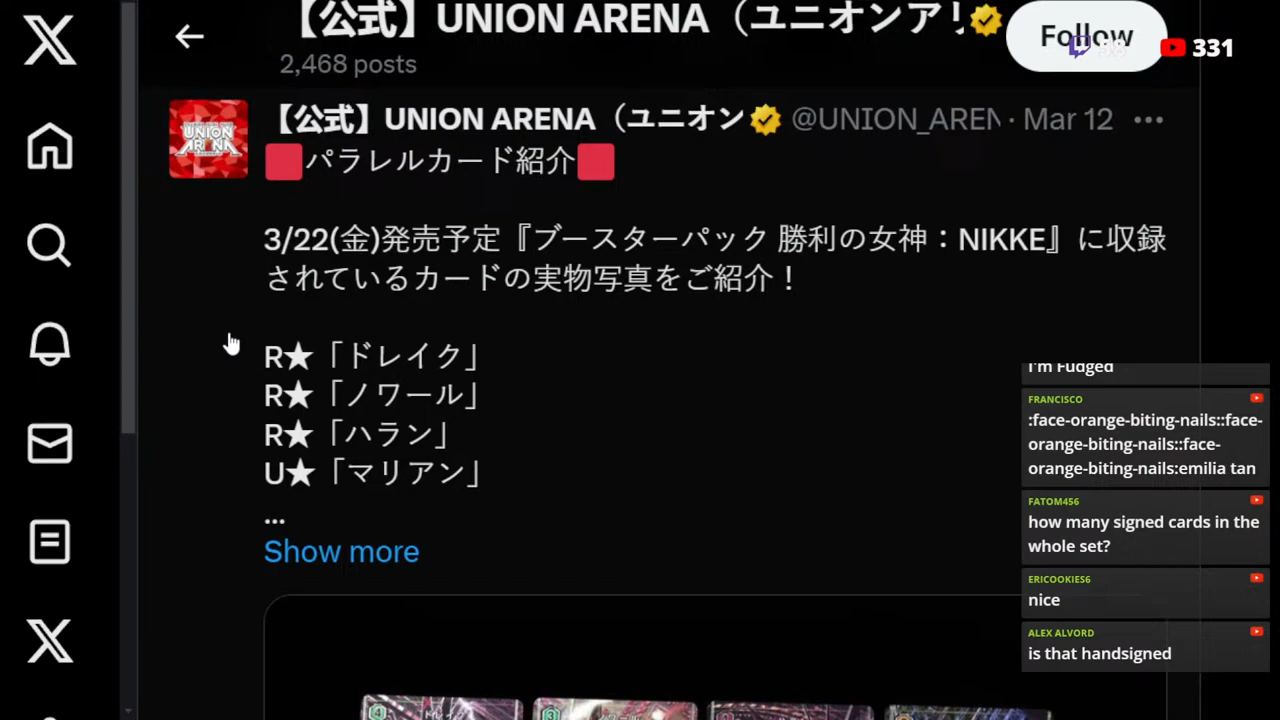 【公式】UNION ARENA（ユニオンアリ
2,468 posts
Follow
331
【公式】UNION ARENA（ユニオン @UNION_AREN · Mar 12 ···
パラレルカード紹介
3/22(金)発売予定『ブースターパック 勝利の女神：NIKKE』に収録
されているカードの実物写真をご紹介！
R★「ドレイク」
R★「ノワール」
R★「ハラン」
U★「マリアン」
...
Show more
I'm Fudged
FRANCISCO
:face-orange-biting-nails::face-
orange-biting-nails::face-
orange-biting-nails:emilia tan
FATOM456
how many signed cards in the
whole set?
ERICOOKIES6
nice
ALEX ALVORD
is that handsigned